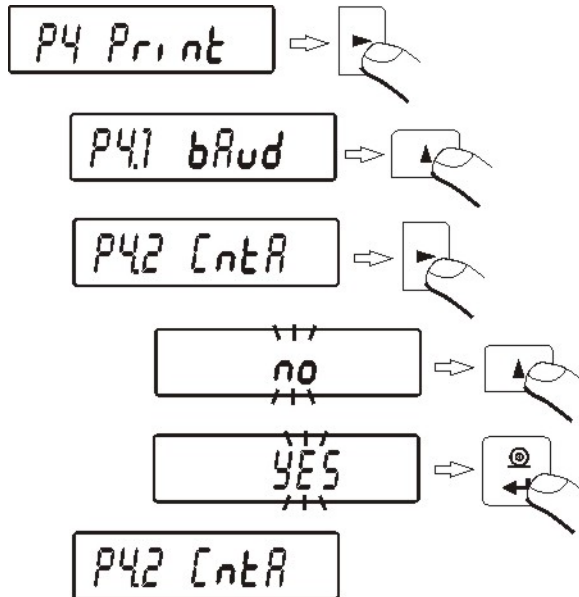 P4 Print
P4.1 bAud
P4.2 CntA
no
YES
P4.2 CntA